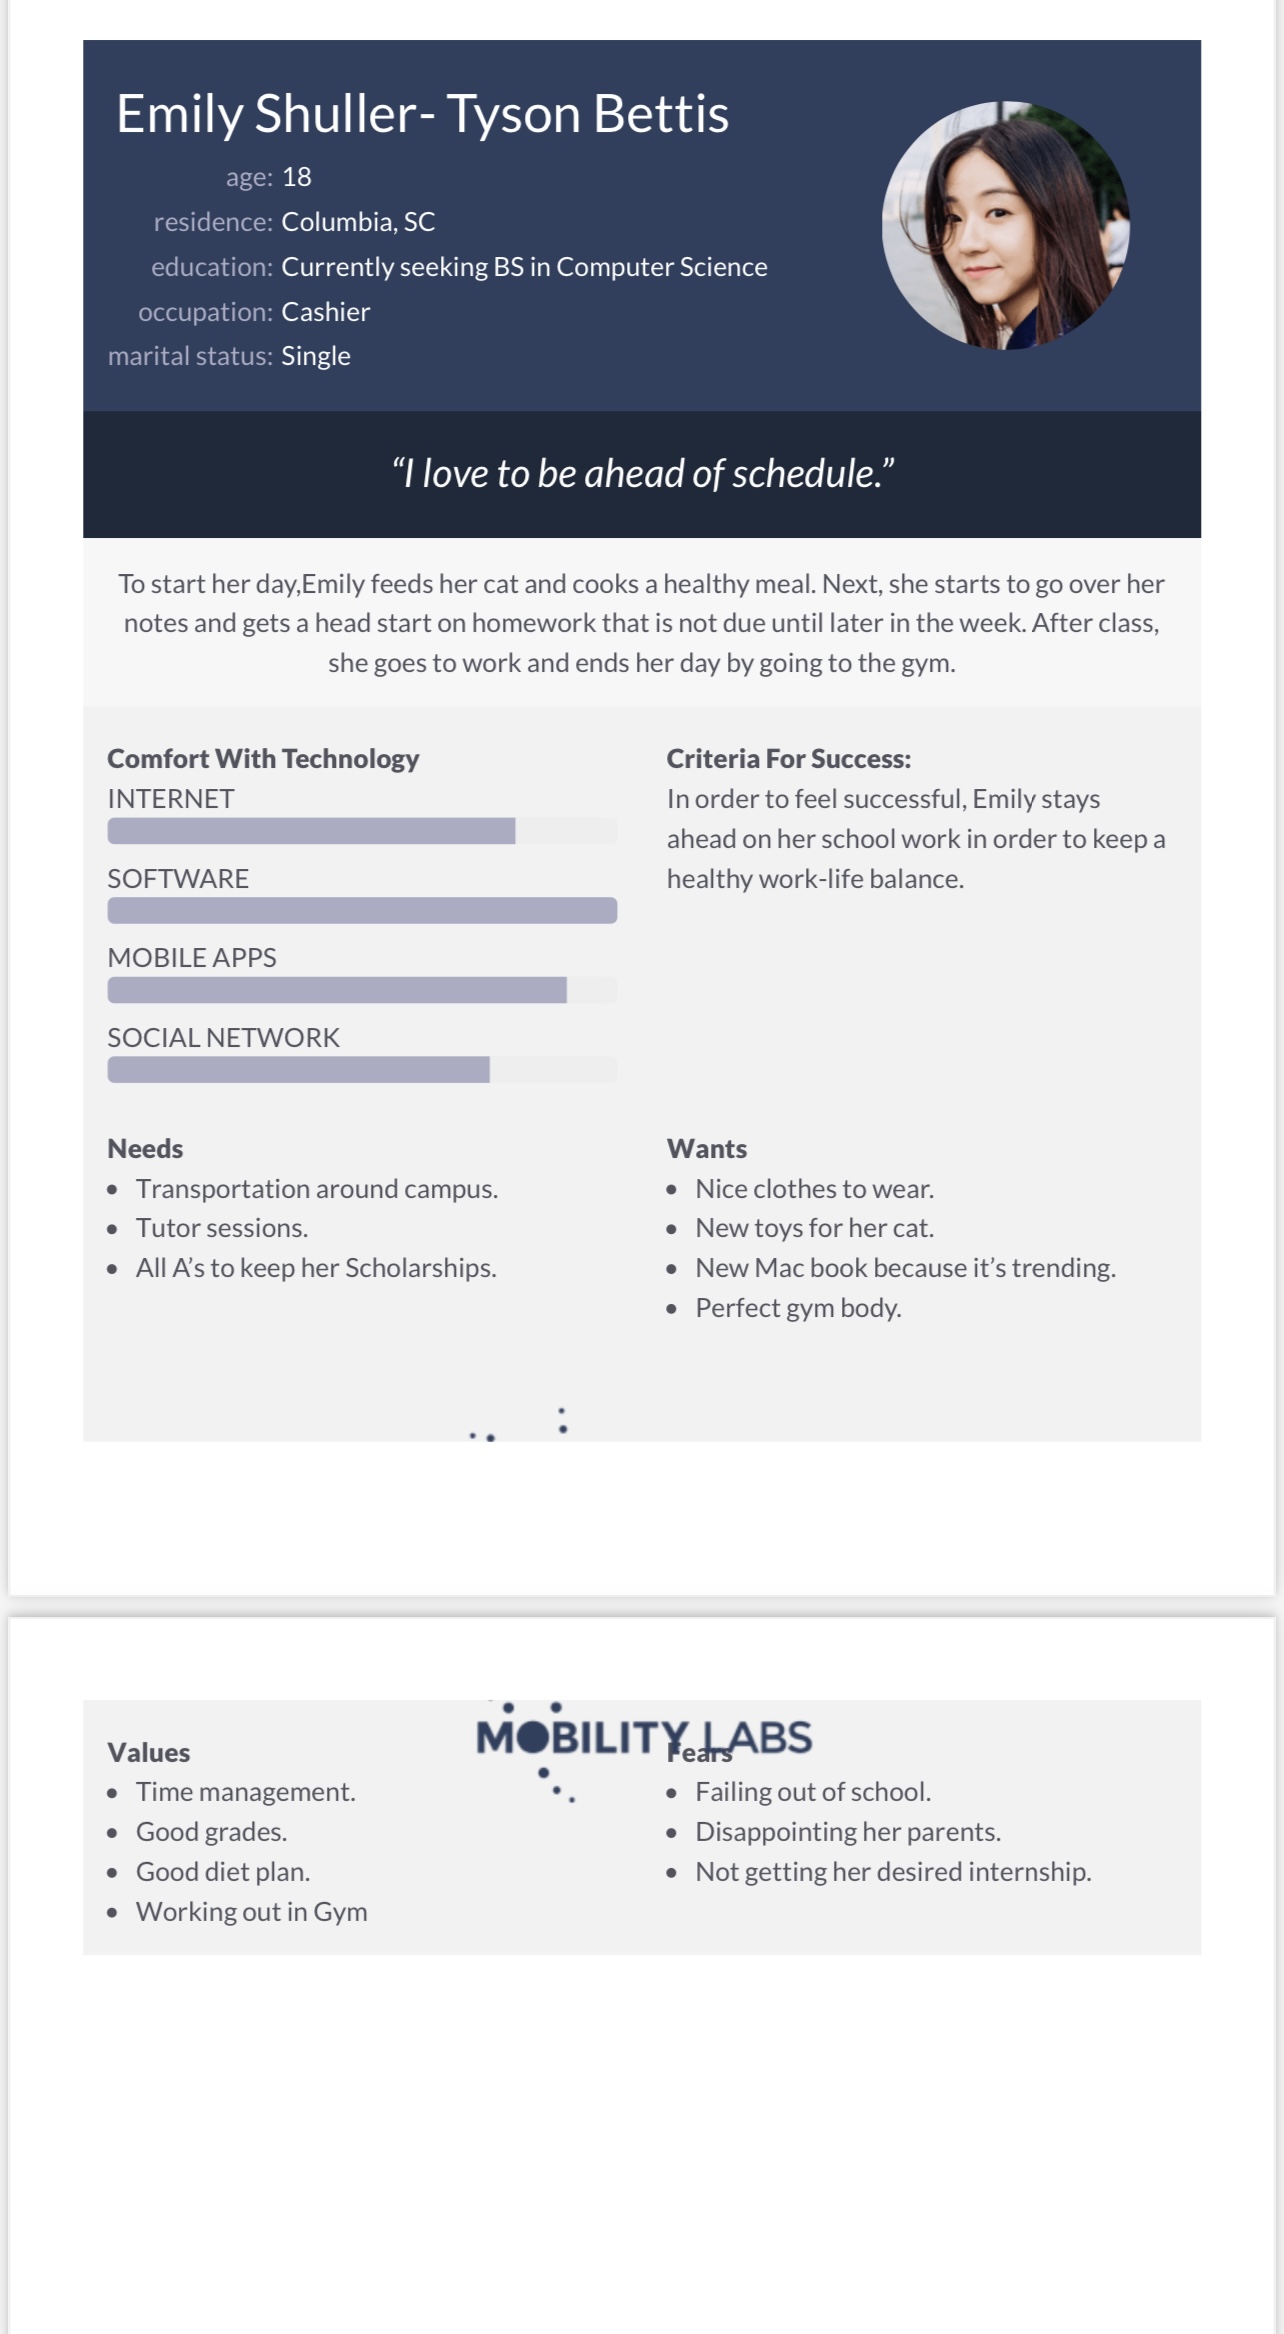 Emily Shuller- Tyson Bettis
age: 18
residence: Columbia, SC
education: Currently seeking BS in Computer Science
occupation: Cashier
marital status: Single
“I love to be ahead of schedule.”
To start her day,Emily feeds her cat and cooks a healthy meal. Next, she starts to go over her
notes and gets a head start on homework that is not due until later in the week. After class,
she goes to work and ends her day by going to the gym.
Comfort With Technology
INTERNET
SOFTWARE
MOBILE APPS
SOCIAL NETWORK
Criteria For Success:
In order to feel successful, Emily stays
ahead on her school work in order to keep a
healthy work-life balance.
Needs
• Transportation around campus.
• Tutor sessions.
• All A’s to keep her Scholarships.
Wants
• Nice clothes to wear.
• New toys for her cat.
• New Mac book because it’s trending.
• Perfect gym body.
MOBILITY LABS
Values
• Time management.
• Good grades.
• Good diet plan.
• Working out in Gym
Fears
• Failing out of school.
• Disappointing her parents.
• Not getting her desired internship.